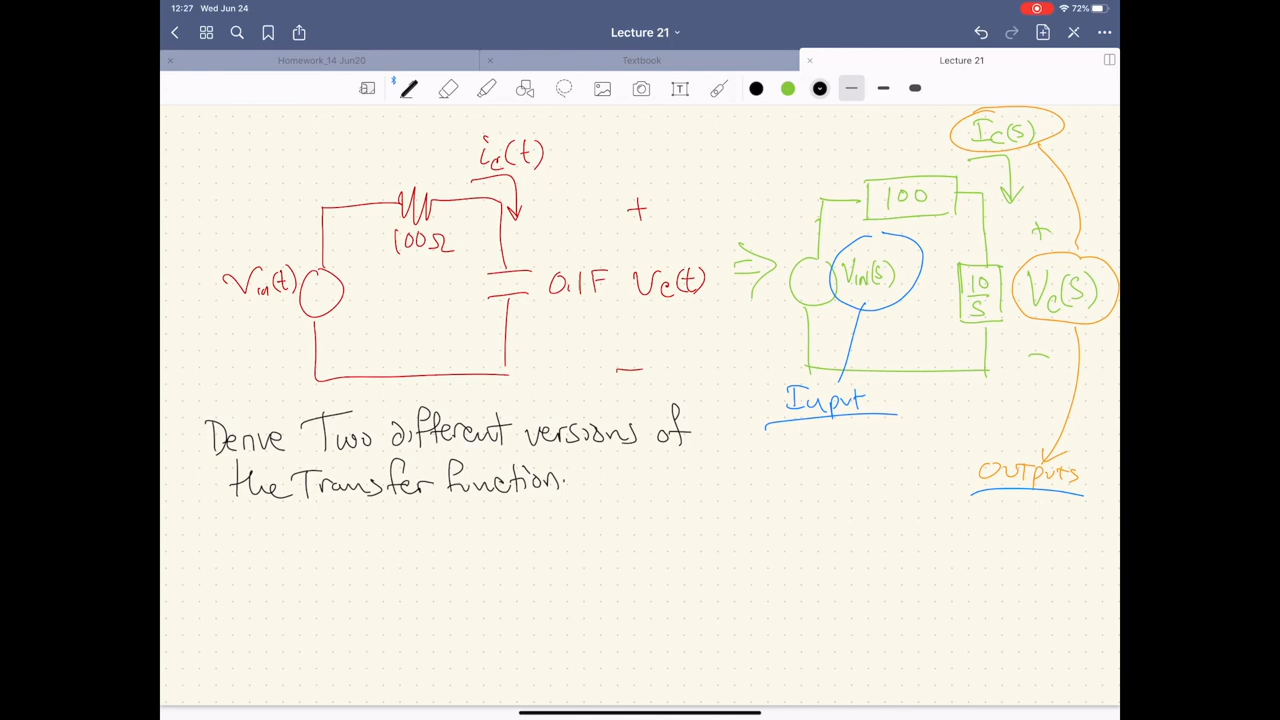 12:27 Wed Jun 24
72%
Lecture 21
Homework_14 Jun20
Textbook
Lecture 21
ic(t)
100Ω
Vin(t)
0.1F
Vc(t)
+
−
⇒
Ic(s)
100
Vin(s)
10/s
+
Vc(s)
−
Input
OUTPUTS
Derive Two different versions of
the Transfer function.